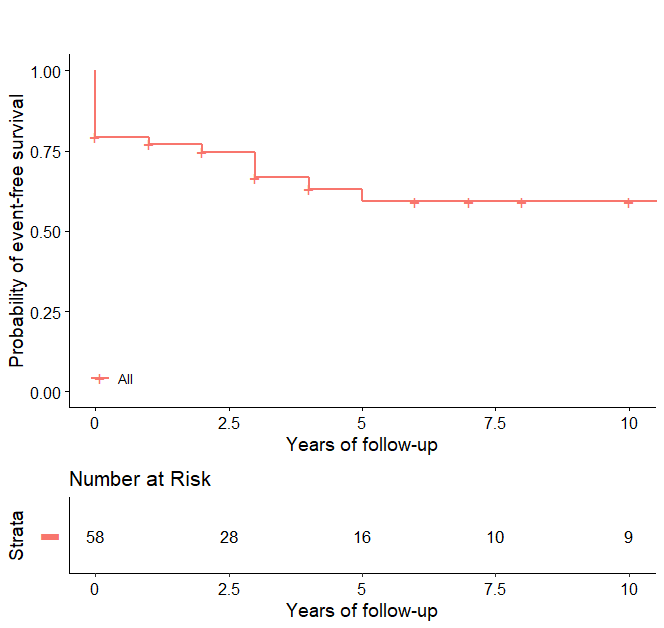 Probability of event-free survival
1.00
0.75
0.50
0.25
0.00
All
0 2.5 5 7.5 10
Years of follow-up
Number at Risk
Strata
58 28 16 10 9
0 2.5 5 7.5 10
Years of follow-up